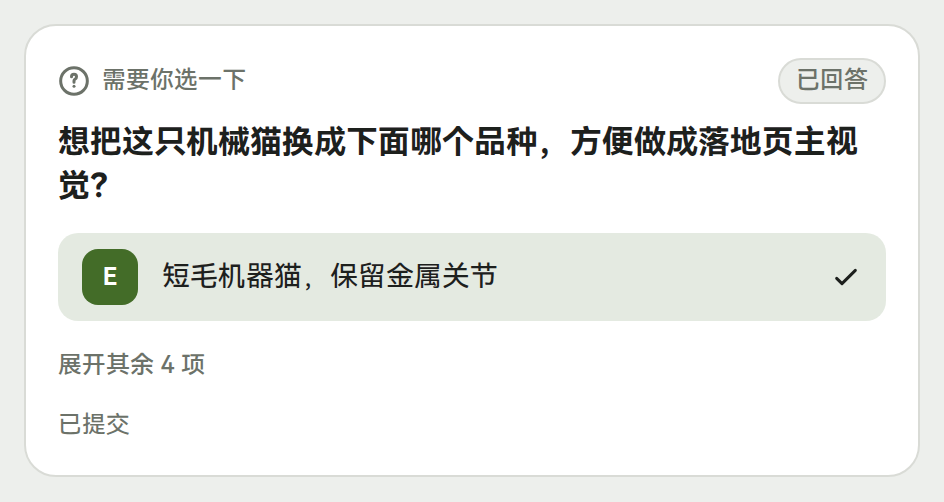 需要你选一下
已回答
想把这只机械猫换成下面哪个品种，方便做成落地页主视
觉？
E
短毛机器猫，保留金属关节
展开其余 4 项
已提交